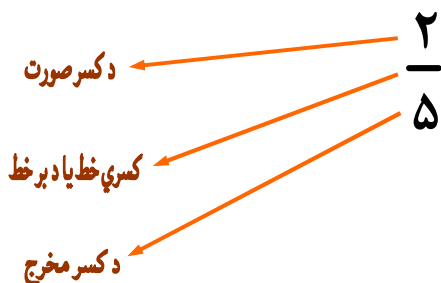 ۲
د کسر صورت
۵
کسري خط یا د بر خط
د کسر مخرج